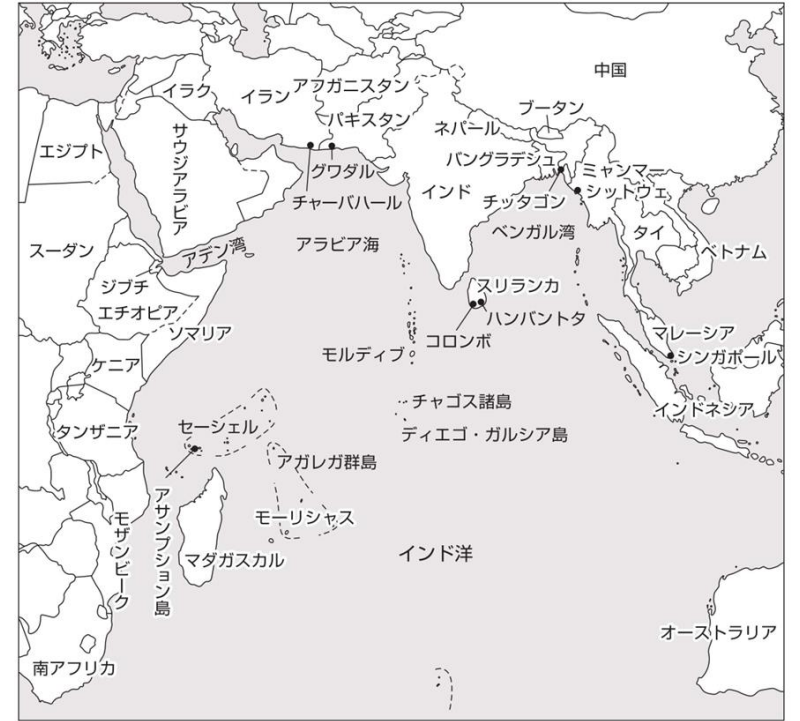 中国
イラク
イラン
アフガニスタン
パキスタン
ブータン
ネパール
エジプト
サウジアラビア
グワダル
チャーバハール
バングラデシュ
ミャンマー
シットウェ
チッタゴン
インド
ベンガル湾
タイ
ベトナム
スーダン
アデン湾
アラビア海
ジブチ
エチオピア
ソマリア
スリランカ
ハンバントタ
コロンボ
モルディブ
マレーシア
シンガポール
ケニア
チャゴス諸島
ディエゴ・ガルシア島
インドネシア
タンザニア
セーシェル
アガレガ群島
アサンプション島
モーリシャス
モザンビーク
マダガスカル
インド洋
オーストラリア
南アフリカ